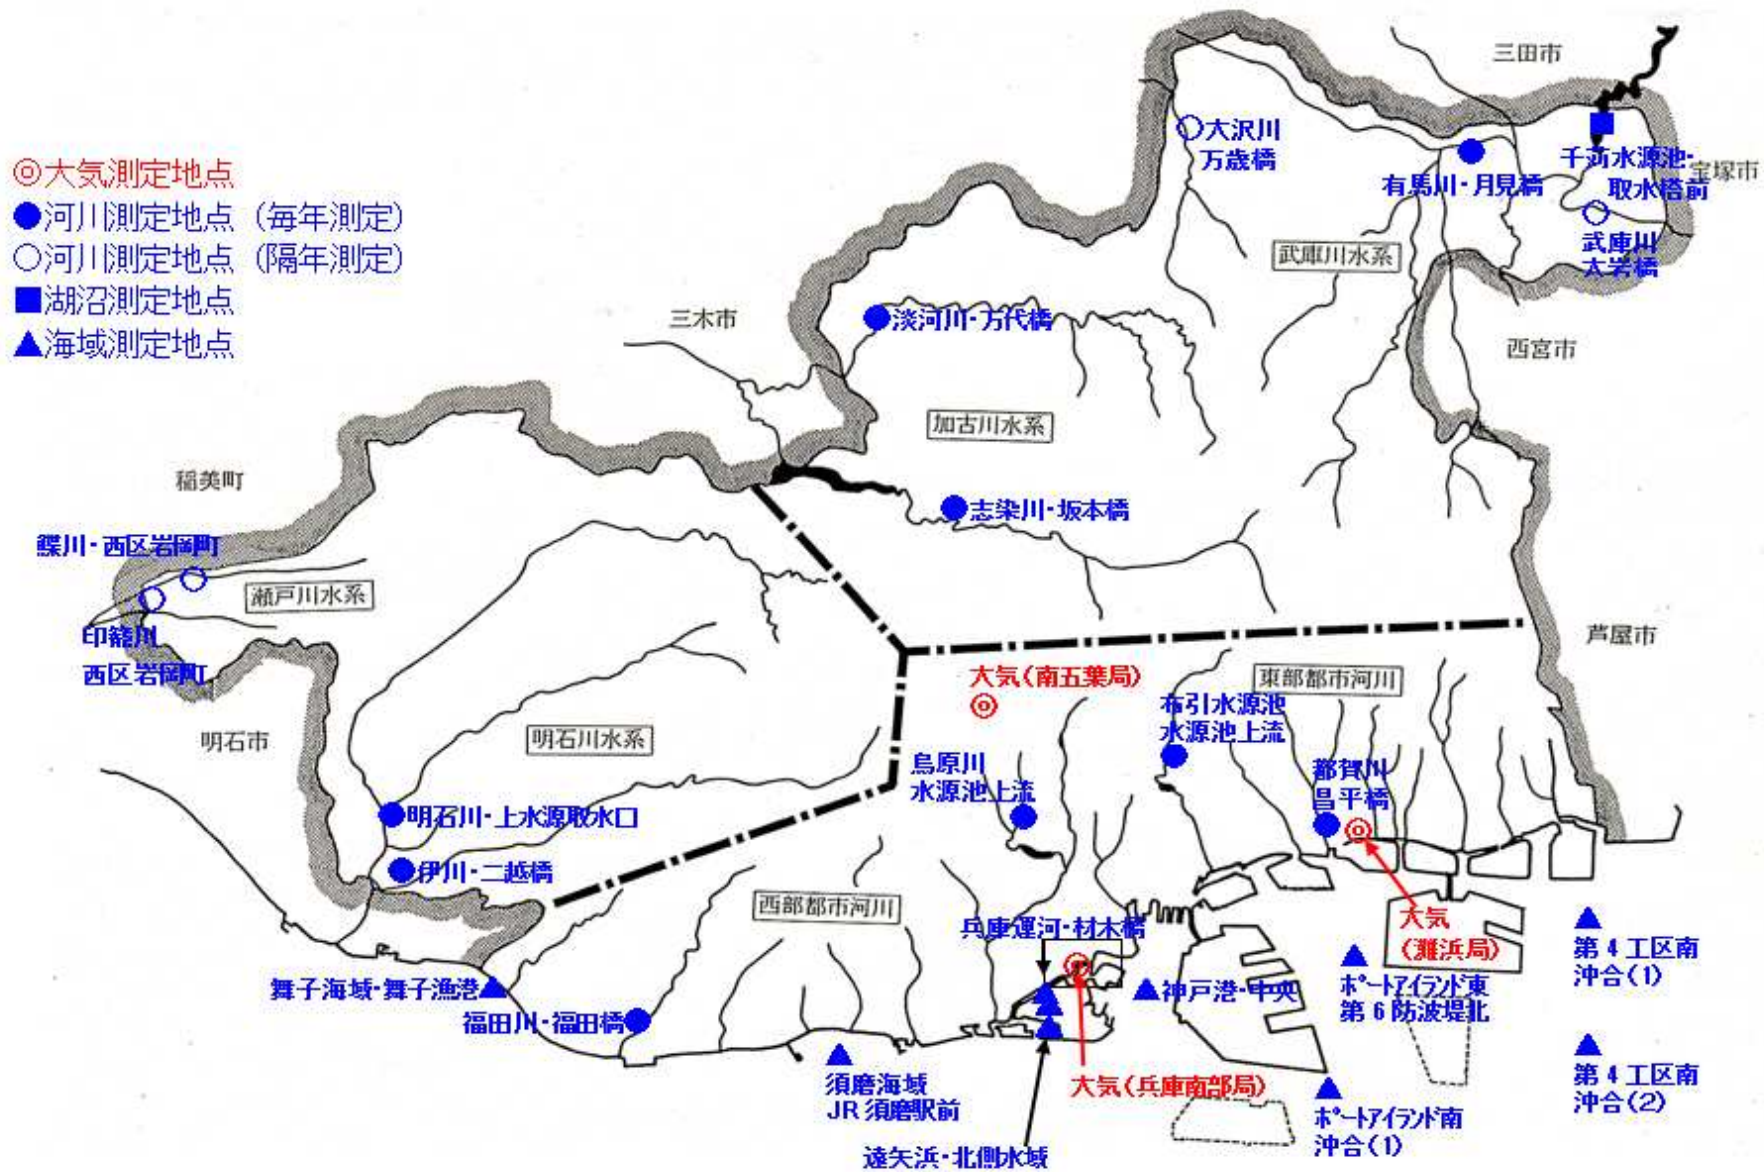 ◎大気測定地点
●河川測定地点（毎年測定）
○河川測定地点（隔年測定）
■湖沼測定地点
▲海域測定地点
三田市
大沢川
万歳橋
有馬川・月見橋
千苅水源池・
取水塔前
宝塚市
武庫川
大岩橋
武庫川水系
三木市
淡河川・万代橋
西宮市
加古川水系
稲美町
志染川・坂本橋
鰈川・西区岩岡町
瀬戸川水系
印籠川
西区岩岡町
芦屋市
大気(南五葉局)
東部都市河川
布引水源池
水源池上流
明石市
明石川水系
烏原川
水源池上流
都賀川
昌平橋
明石川・上水源取水口
伊川・二越橋
西部都市河川
兵庫運河・材木橋
大気
(灘浜局)
第4工区南
沖合(1)
舞子海域・舞子漁港
神戸港・中央
ﾎﾟｰﾄｱｲﾗﾝﾄﾞ東
第6防波堤北
福田川・福田橋
須磨海域
JR須磨駅前
大気(兵庫南部局)
第4工区南
沖合(2)
ﾎﾟｰﾄｱｲﾗﾝﾄﾞ南
沖合(1)
遠矢浜・北側水域